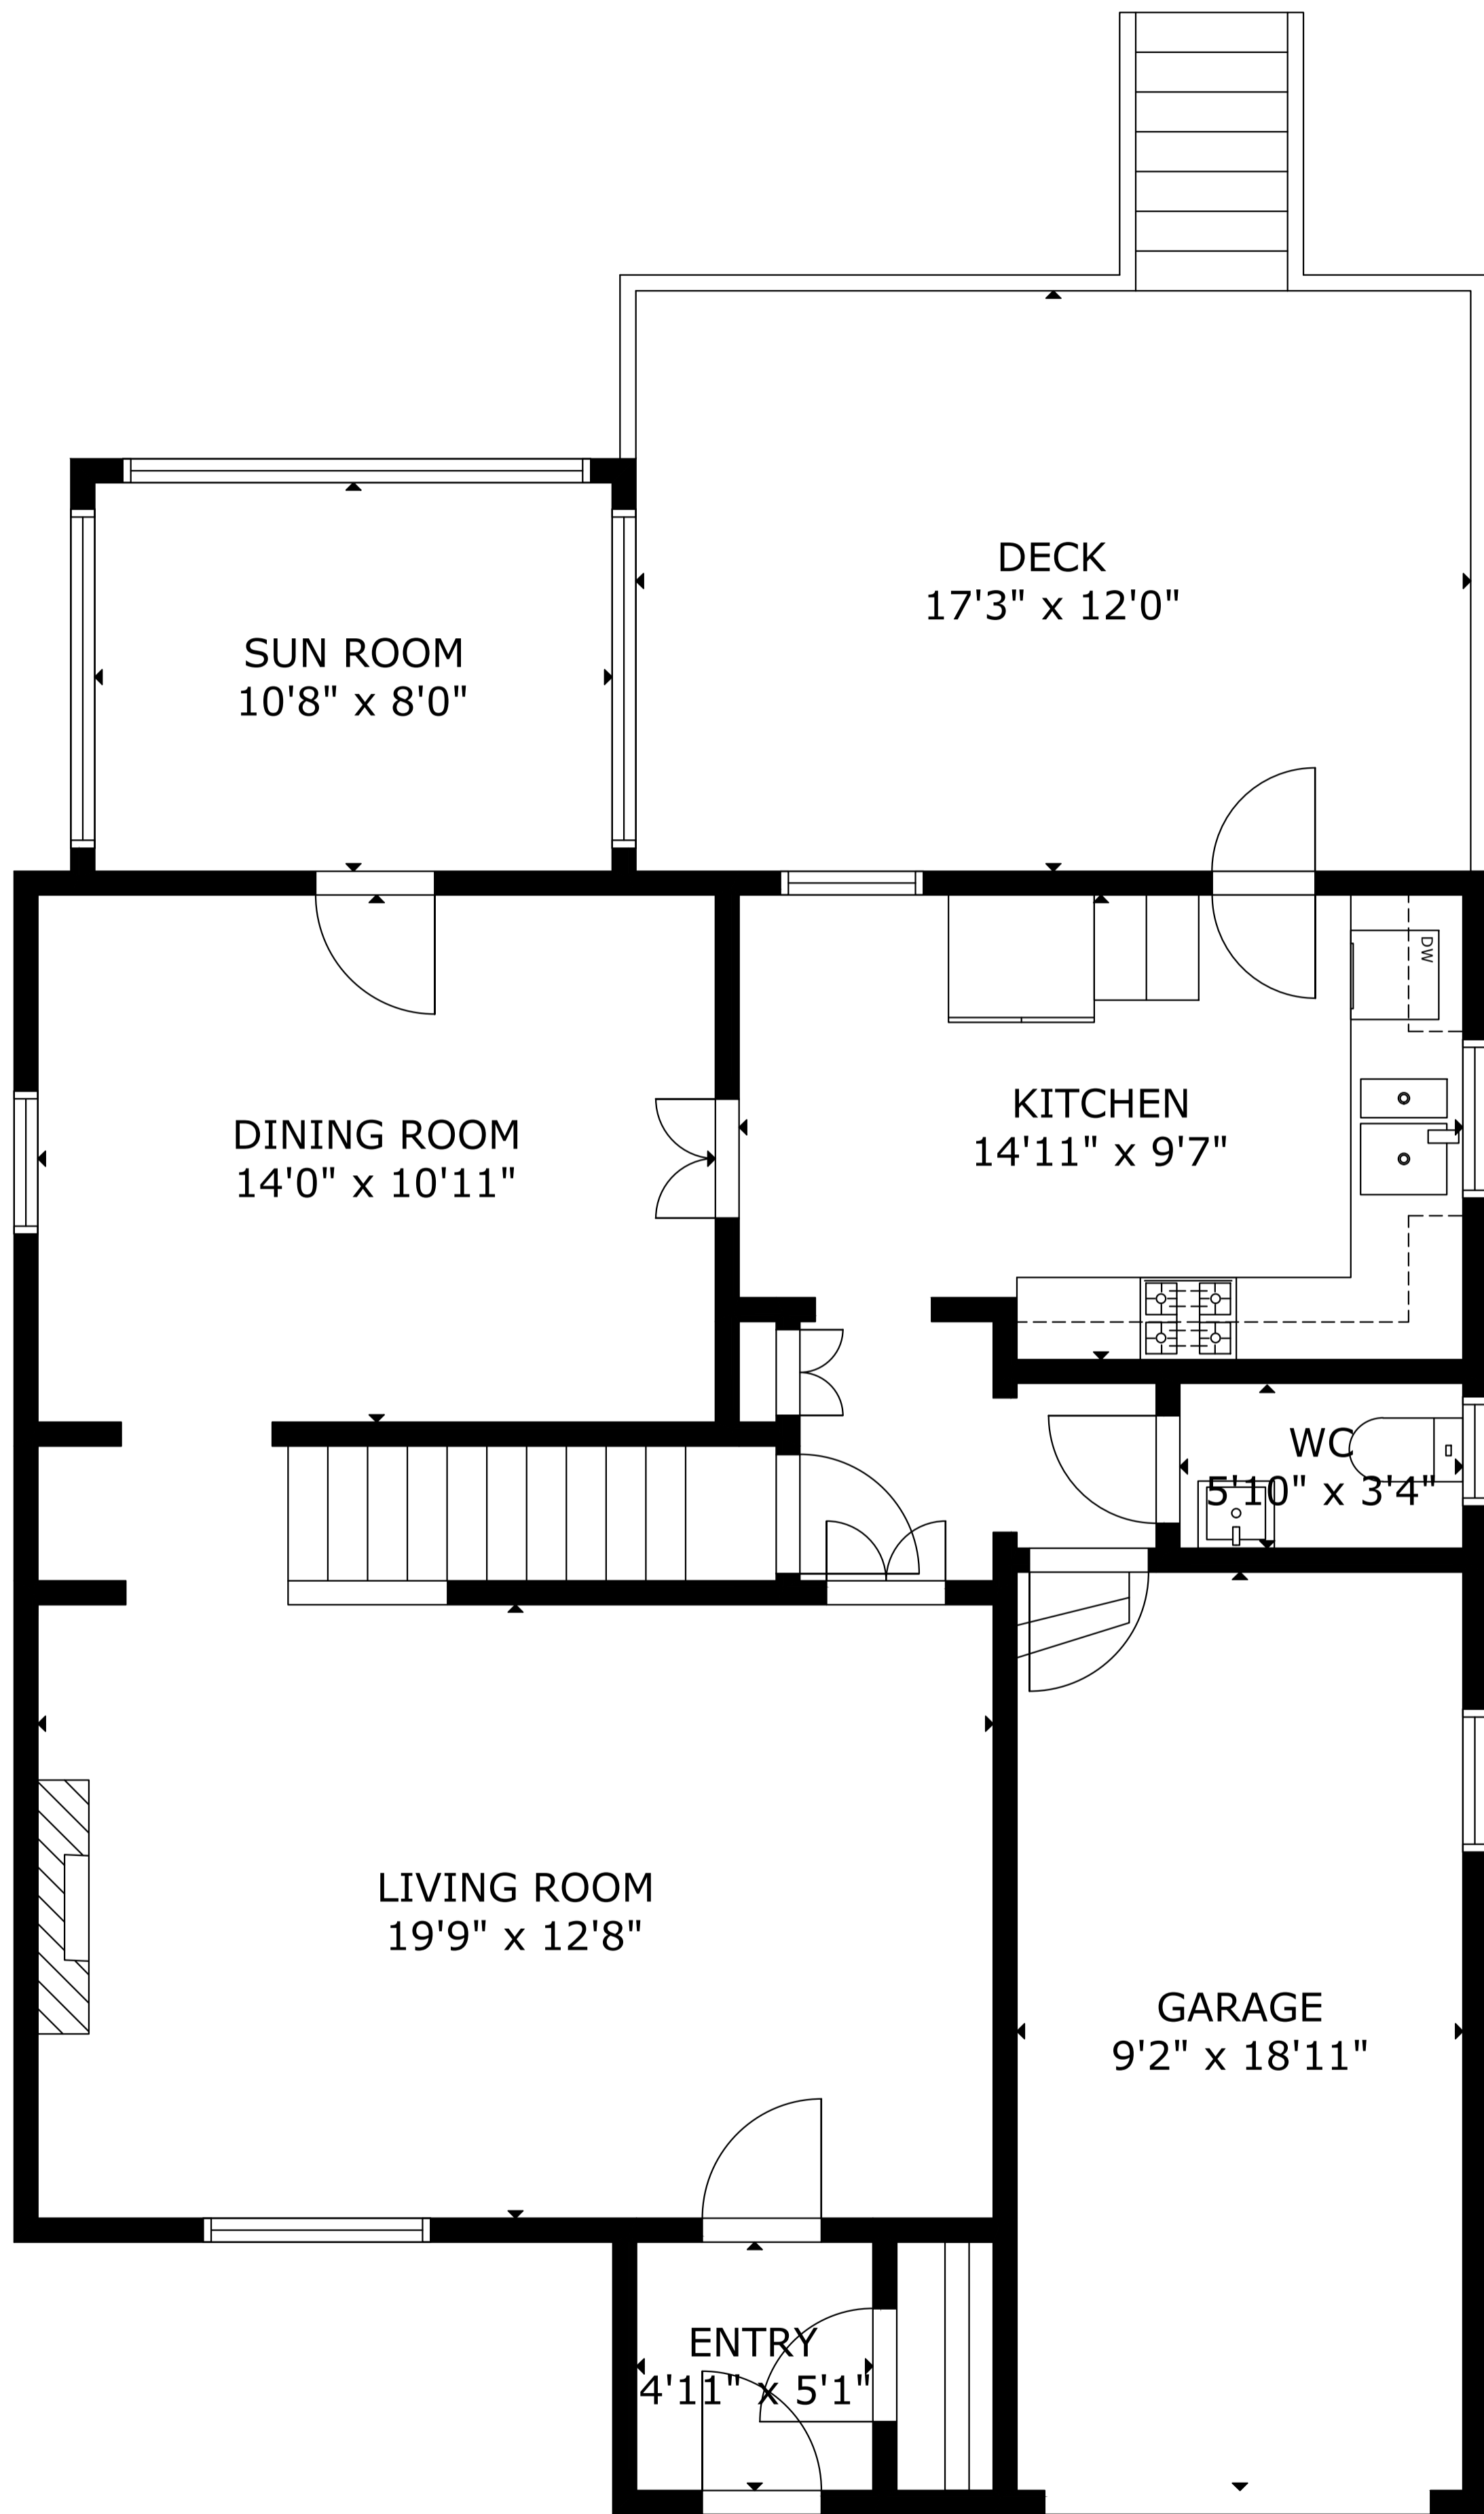 DECK
17'3" x 12'0"
SUN ROOM
10'8" x 8'0"
DW
KITCHEN
14'11" x 9'7"
DINING ROOM
14'0" x 10'11"
WC
5'10" x 3'4"
LIVING ROOM
19'9" x 12'8"
GARAGE
9'2" x 18'11"
ENTRY
4'11" x 5'1"